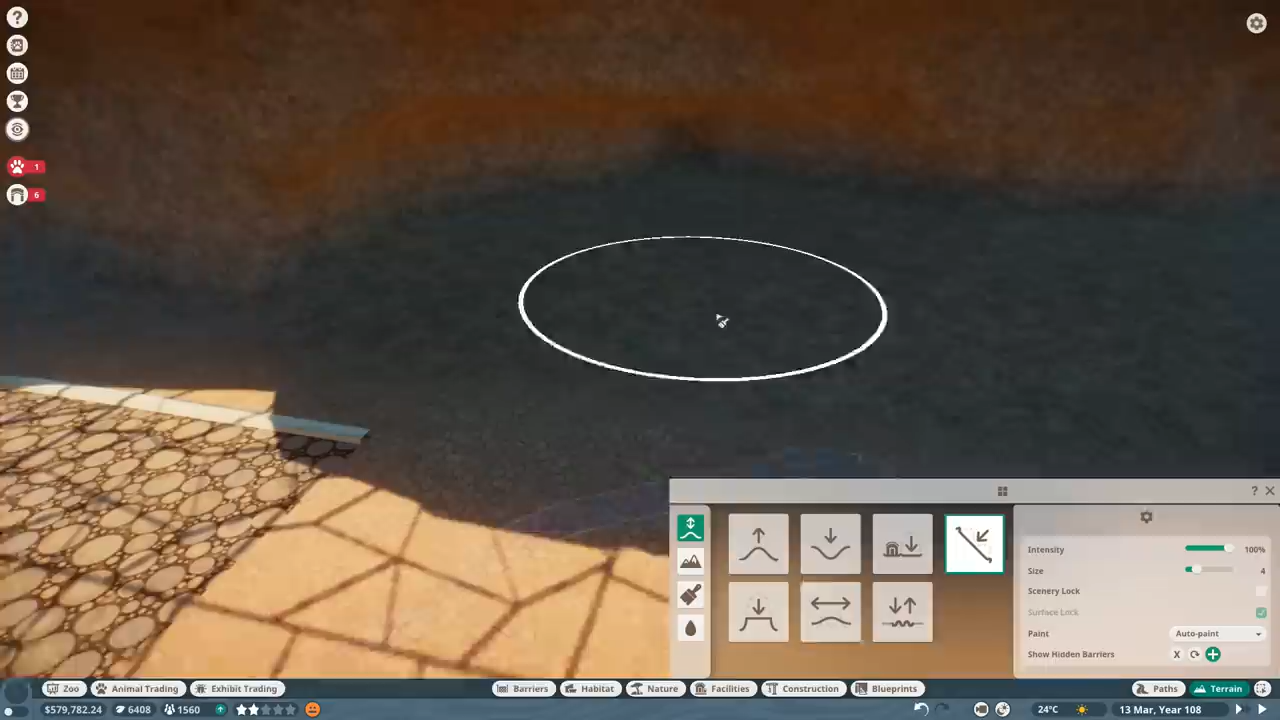 ?
1
6
? X
Intensity 100%
Size 4
Scenery Lock
Surface Lock
Paint Auto-paint
Show Hidden Barriers X
Zoo Animal Trading Exhibit Trading Barriers Habitat Nature Facilities Construction Blueprints Paths Terrain
$579,782.24 6408 1560 24°C 13 Mar, Year 108